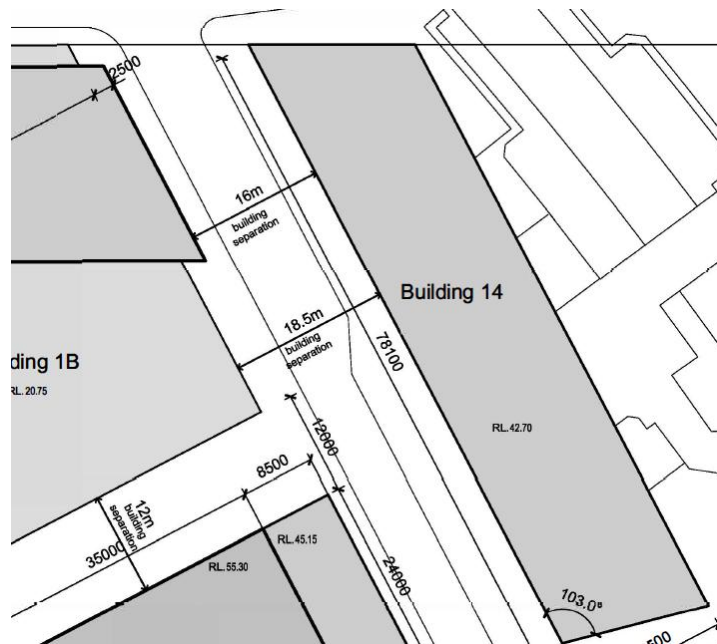 2500
16m
building
separation
Building 14
18.5m
building
separation
78100
ding 1B
RL. 20.75
12000
RL. 42.70
8500
12m
building
separation
35000
RL. 45.15
RL. 55.30
24000
103.0°
500